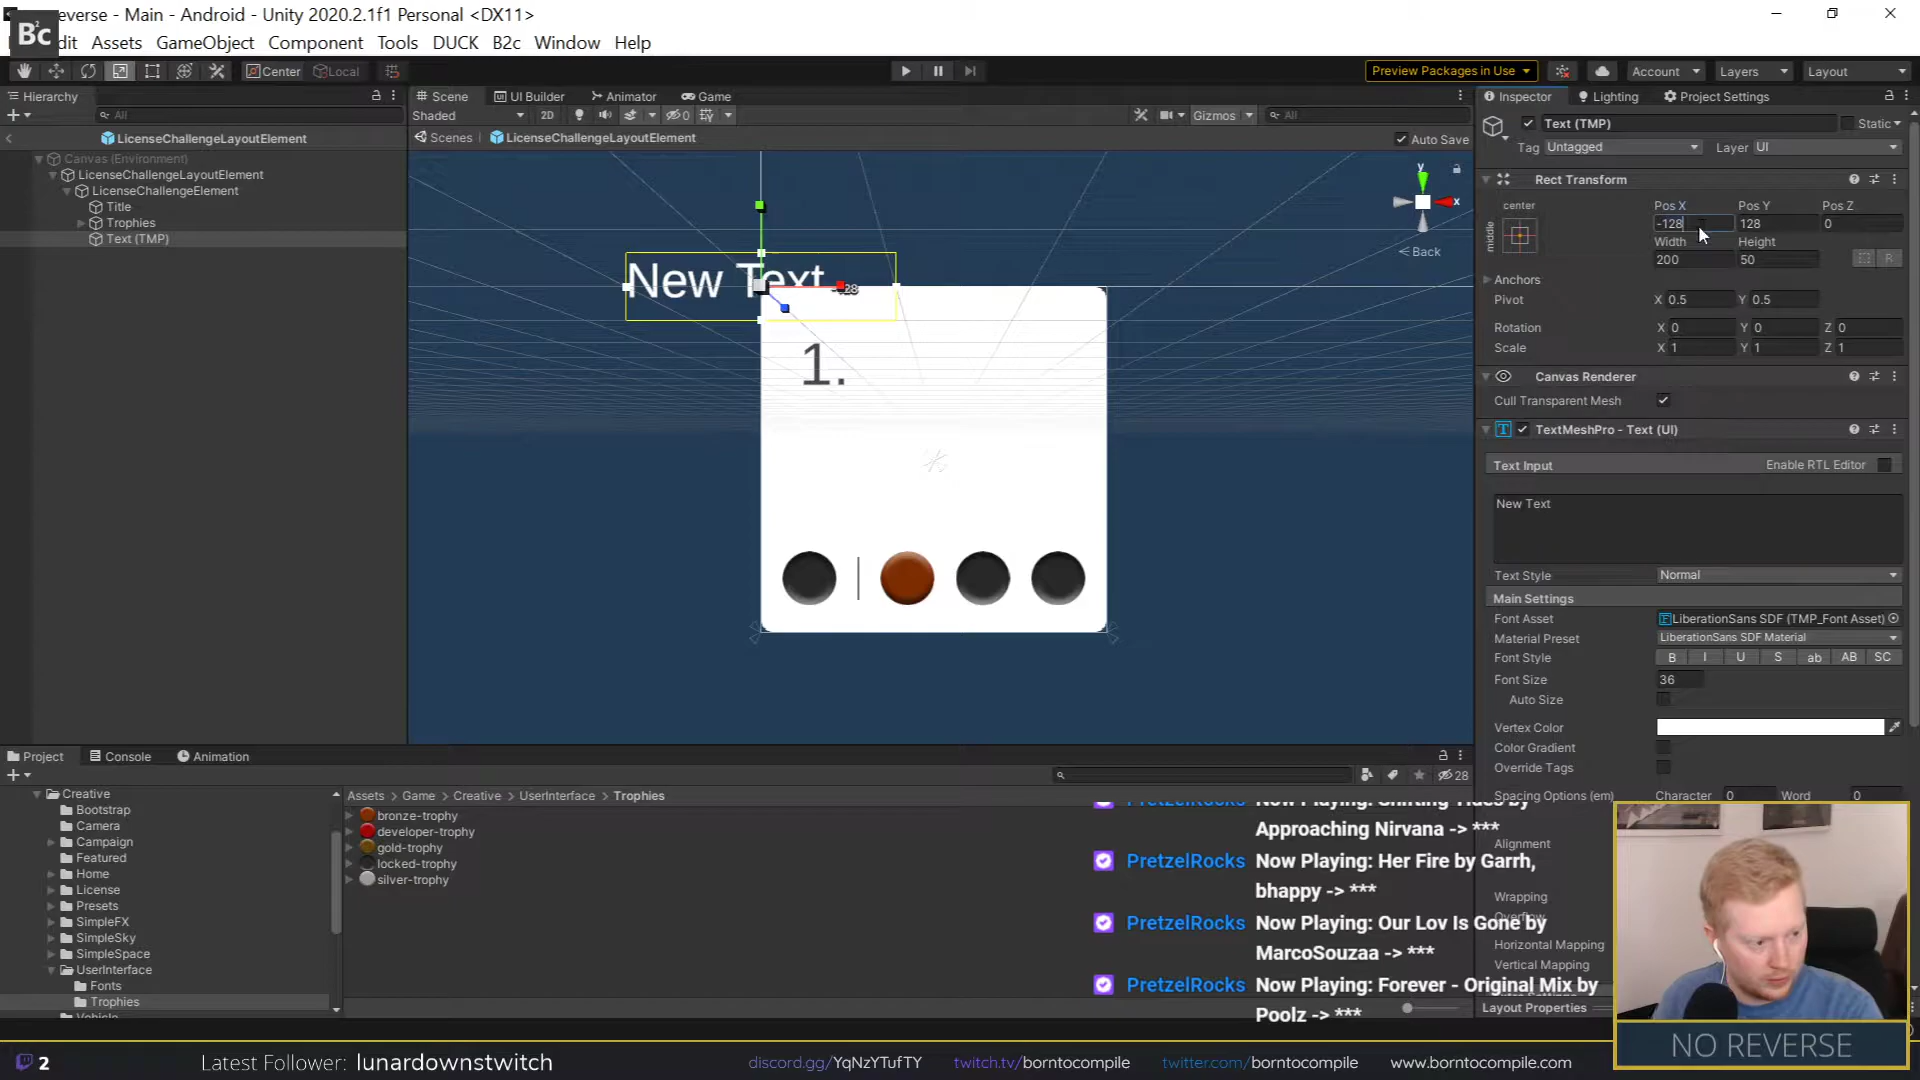 Bc
2
everse - Main - Android - Unity 2020.2.1f1 Personal <DX11>
dit Assets GameObject Component Tools DUCK B2c Window Help
Center Local
Preview Packages in Use
Account Layers Layout
Hierarchy
All
LicenseChallengeLayoutElement
Canvas (Environment)
LicenseChallengeLayoutElement
LicenseChallengeElement
Title
Trophies
Text (TMP)
Scene UI Builder Animator Game
Shaded 2D 0 Gizmos All
Scenes LicenseChallengeLayoutElement
Auto Save
y
x
Back
New Text
1.
Inspector Lighting Project Settings
Text (TMP) Static
Tag Untagged Layer UI
Rect Transform
center
middle
Pos X Pos Y Pos Z
-128 128 0
Width Height
200 50
R
Anchors
Pivot X 0.5 Y 0.5
Rotation X 0 Y 0 Z 0
Scale X 1 Y 1 Z 1
Canvas Renderer
Cull Transparent Mesh
TextMeshPro - Text (UI)
Text Input Enable RTL Editor
New Text
Text Style Normal
Main Settings
Font Asset LiberationSans SDF (TMP_Font Asset)
Material Preset LiberationSans SDF Material
Font Style B I U S ab AB SC
Font Size 36
Auto Size
Vertex Color
Color Gradient
Override Tags
Spacing Options (em) Character 0 Word 0
Alignment
Wrapping
Overflow
Horizontal Mapping
Vertical Mapping
Layout Properties
Project Console Animation
28
Creative
Bootstrap
Camera
Campaign
Featured
Home
License
Presets
SimpleFX
SimpleSky
SimpleSpace
UserInterface
Fonts
Trophies
Vehicle
Assets > Game > Creative > UserInterface > Trophies
bronze-trophy
developer-trophy
gold-trophy
locked-trophy
silver-trophy
PretzelRocks Now Playing: Shifting Tides by
Approaching Nirvana -> ***
PretzelRocks Now Playing: Her Fire by Garrh,
bhappy -> ***
PretzelRocks Now Playing: Our Lov Is Gone by
MarcoSouzaa -> ***
PretzelRocks Now Playing: Forever - Original Mix by
Poolz -> ***
NO REVERSE
2 Latest Follower: lunardownstwitch
discord.gg/YqNzYTufTY twitch.tv/borntocompile twitter.com/borntocompile www.borntocompile.com